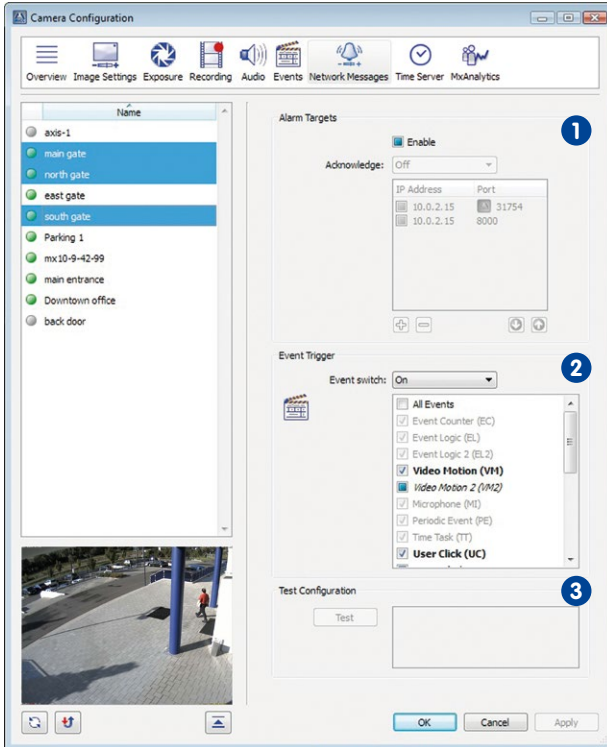 Camera Configuration
Overview Image Settings Exposure Recording Audio Events Network Messages Time Server MxAnalytics
Name
axis-1
main gate
north gate
east gate
south gate
Parking 1
mx10-9-42-99
main entrance
Downtown office
back door
Alarm Targets
1
Enable
Acknowledge: Off
IP Address Port
10.0.2.15 31754
10.0.2.15 8000
Event Trigger
2
Event switch: On
All Events
Event Counter (EC)
Event Logic (EL)
Event Logic 2 (EL2)
Video Motion (VM)
Video Motion 2 (VM2)
Microphone (MI)
Periodic Event (PE)
Time Task (TT)
User Click (UC)
Test Configuration
3
Test
OK Cancel Apply